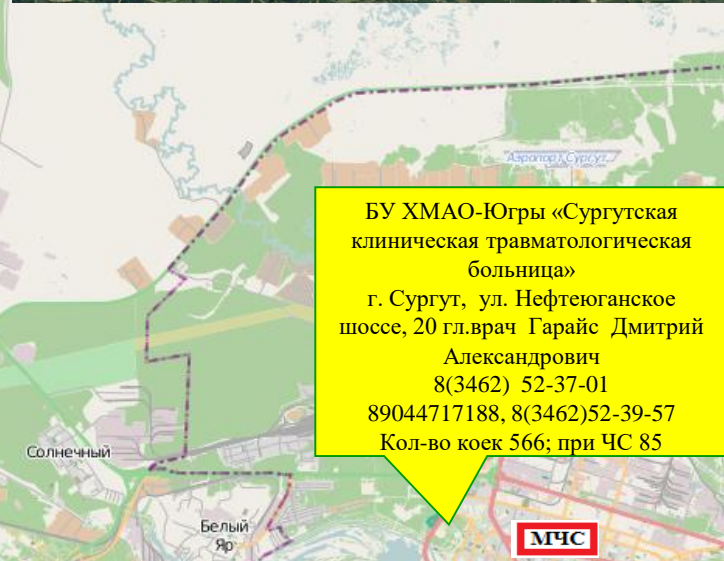 Аэропорт Сургут
БУ ХМАО-Югры «Сургутская
клиническая травматологическая
больница»
г. Сургут, ул. Нефтеюганское
шоссе, 20 гл.врач Гарайс Дмитрий
Александрович
8(3462) 52-37-01
89044717188, 8(3462)52-39-57
Кол-во коек 566; при ЧС 85
Солнечный
Белый
Яр
МЧС